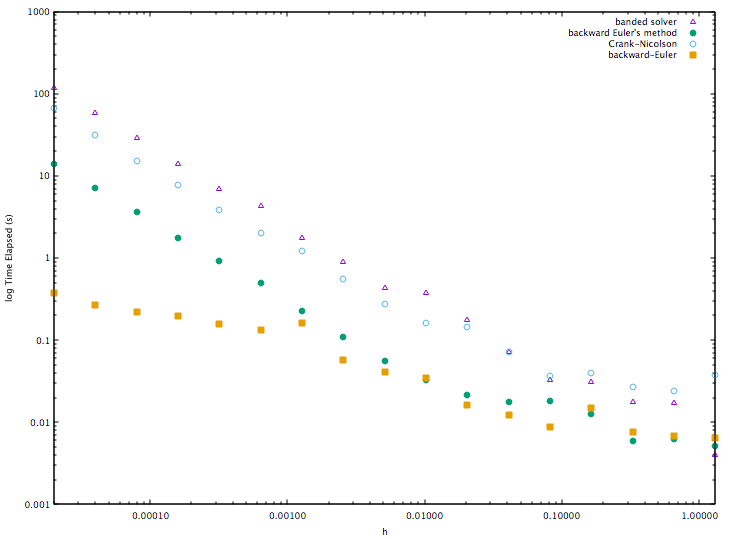 1000
banded solver
backward Euler's method
Crank-Nicolson
backward-Euler
100
10
1
0.1
0.01
0.001
log Time Elapsed (s)
0.00010 0.00100 0.01000 0.10000 1.00000
h